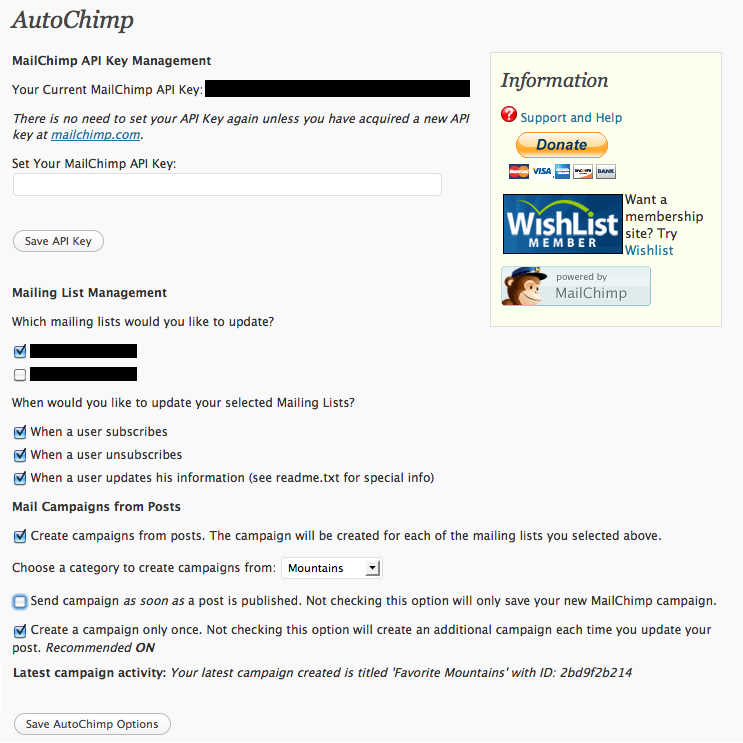 AutoChimp
MailChimp API Key Management
Your Current MailChimp API Key:
There is no need to set your API Key again unless you have acquired a new API
key at mailchimp.com.
Set Your MailChimp API Key:
Save API Key
Information
Support and Help
Donate
MasterCard VISA AMERICAN EXPRESS DISCOVER BANK
WishList
MEMBER
Want a
membership
site? Try
Wishlist
powered by
MailChimp
Mailing List Management
Which mailing lists would you like to update?
When would you like to update your selected Mailing Lists?
When a user subscribes
When a user unsubscribes
When a user updates his information (see readme.txt for special info)
Mail Campaigns from Posts
Create campaigns from posts. The campaign will be created for each of the mailing lists you selected above.
Choose a category to create campaigns from: Mountains
Send campaign as soon as a post is published. Not checking this option will only save your new MailChimp campaign.
Create a campaign only once. Not checking this option will create an additional campaign each time you update your
post. Recommended ON
Latest campaign activity: Your latest campaign created is titled 'Favorite Mountains' with ID: 2bd9f2b214
Save AutoChimp Options